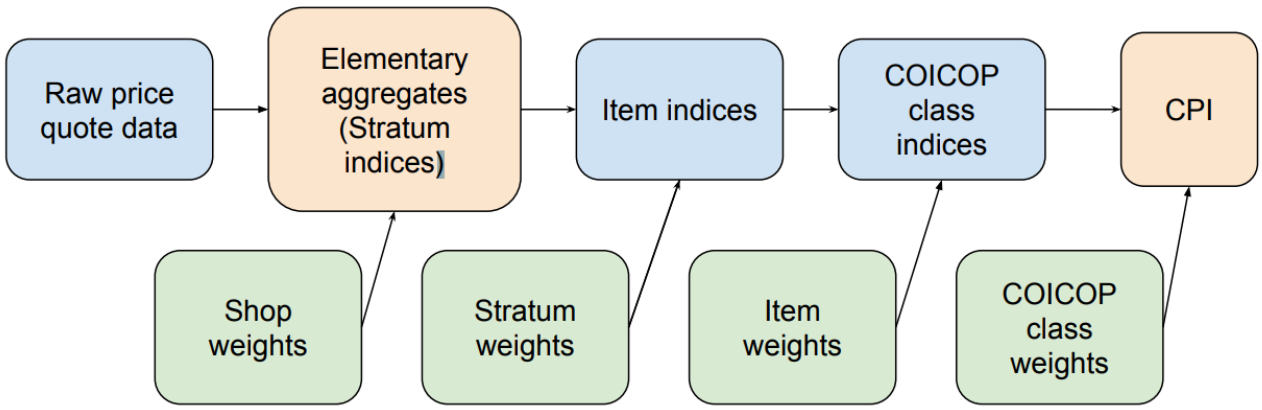 Raw price
quote data
Elementary
aggregates
(Stratum
indices)
Item indices
COICOP
class
indices
CPI
Shop
weights
Stratum
weights
Item
weights
COICOP
class
weights